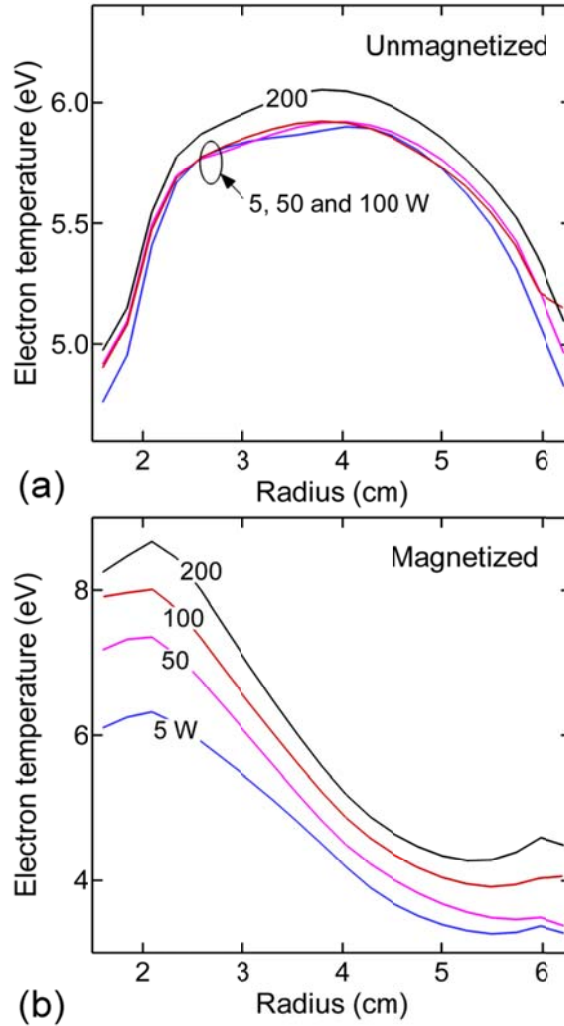 Unmagnetized
Electron temperature (eV)
6.0
5.5
5.0
200
5, 50 and 100 W
2 3 4 5 6
Radius (cm)
(a)
Magnetized
Electron temperature (eV)
8
6
4
200
100
50
5 W
2 3 4 5 6
Radius (cm)
(b)